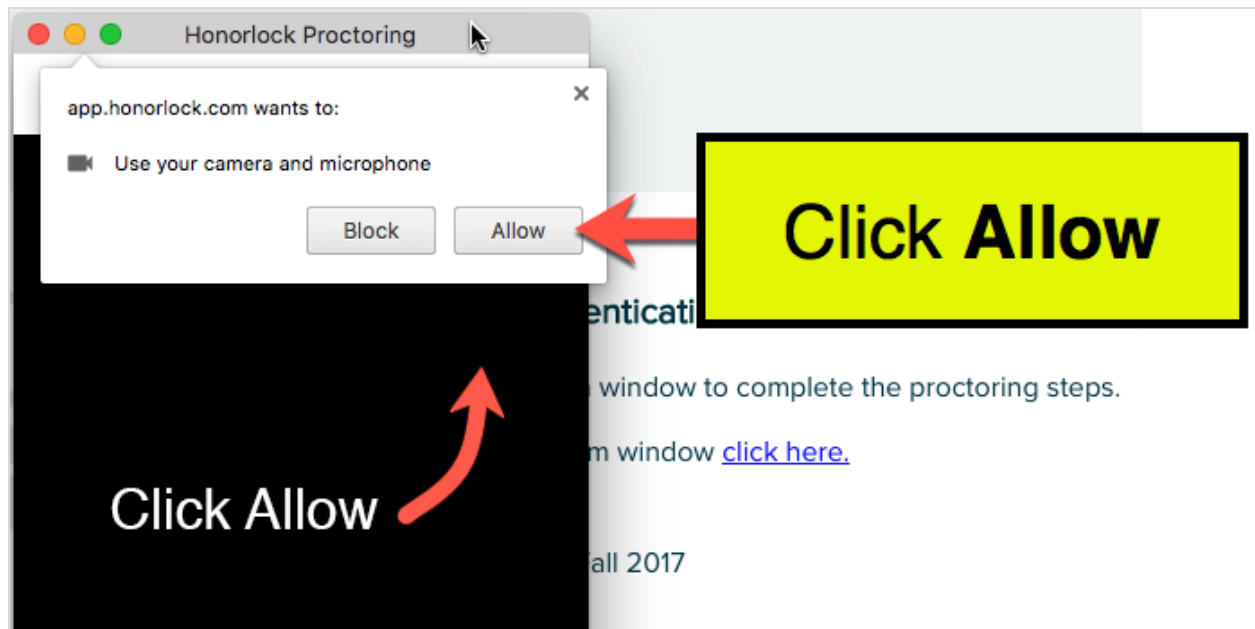 Honorlock Proctoring
app.honorlock.com wants to:
Use your camera and microphone
Block
Allow
Click Allow
window to complete the proctoring steps.
window click here.
Click Allow
2017